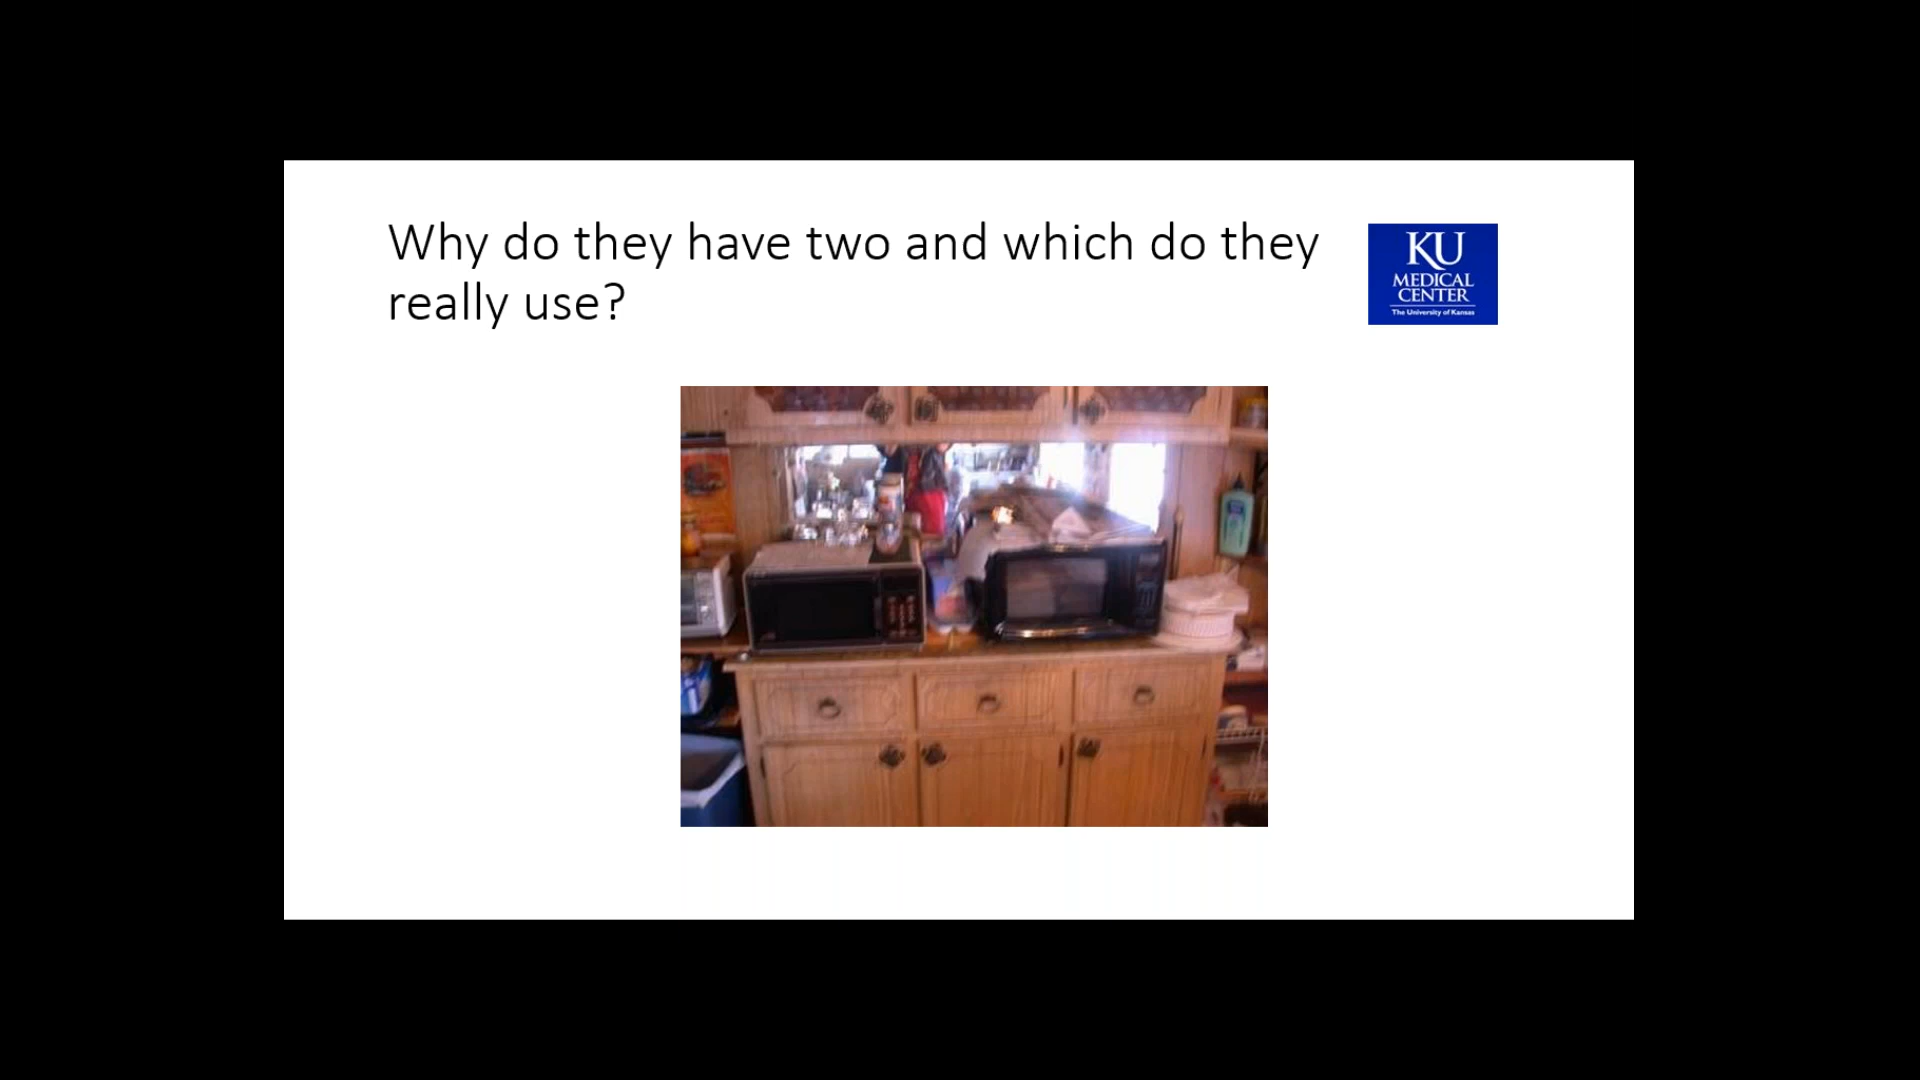 Why do they have two and which do they
really use?
KU
MEDICAL
CENTER
The University of Kansas